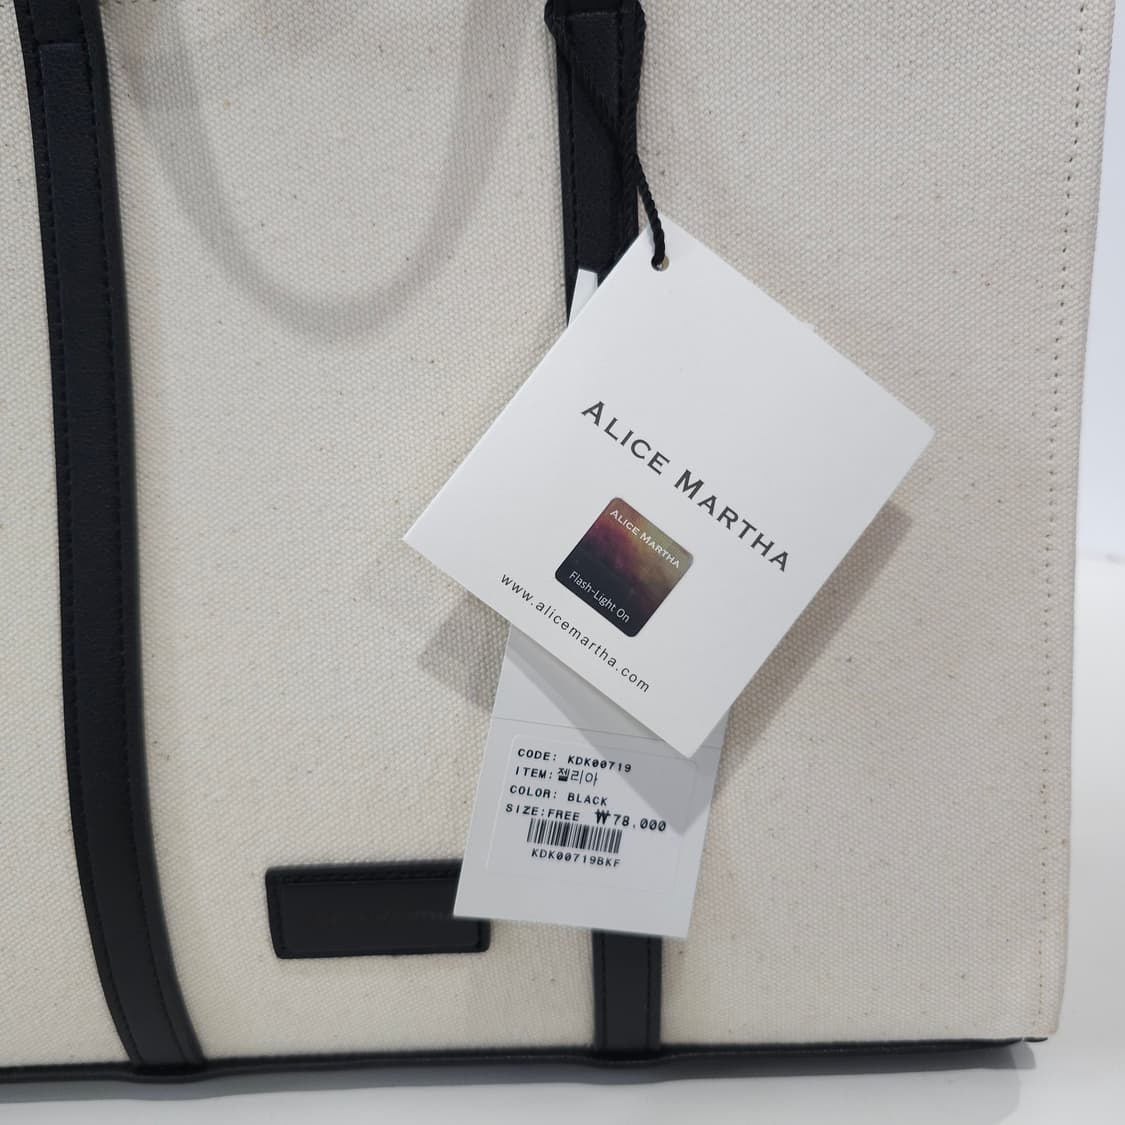 ALICE MARTHA
ALICE MARTHA
Flash-Light On
www.alicemartha.com
CODE: KDK00719
ITEM:젤리아
COLOR: BLACK
SIZE:FREE ₩78,000
KDK00719BKF